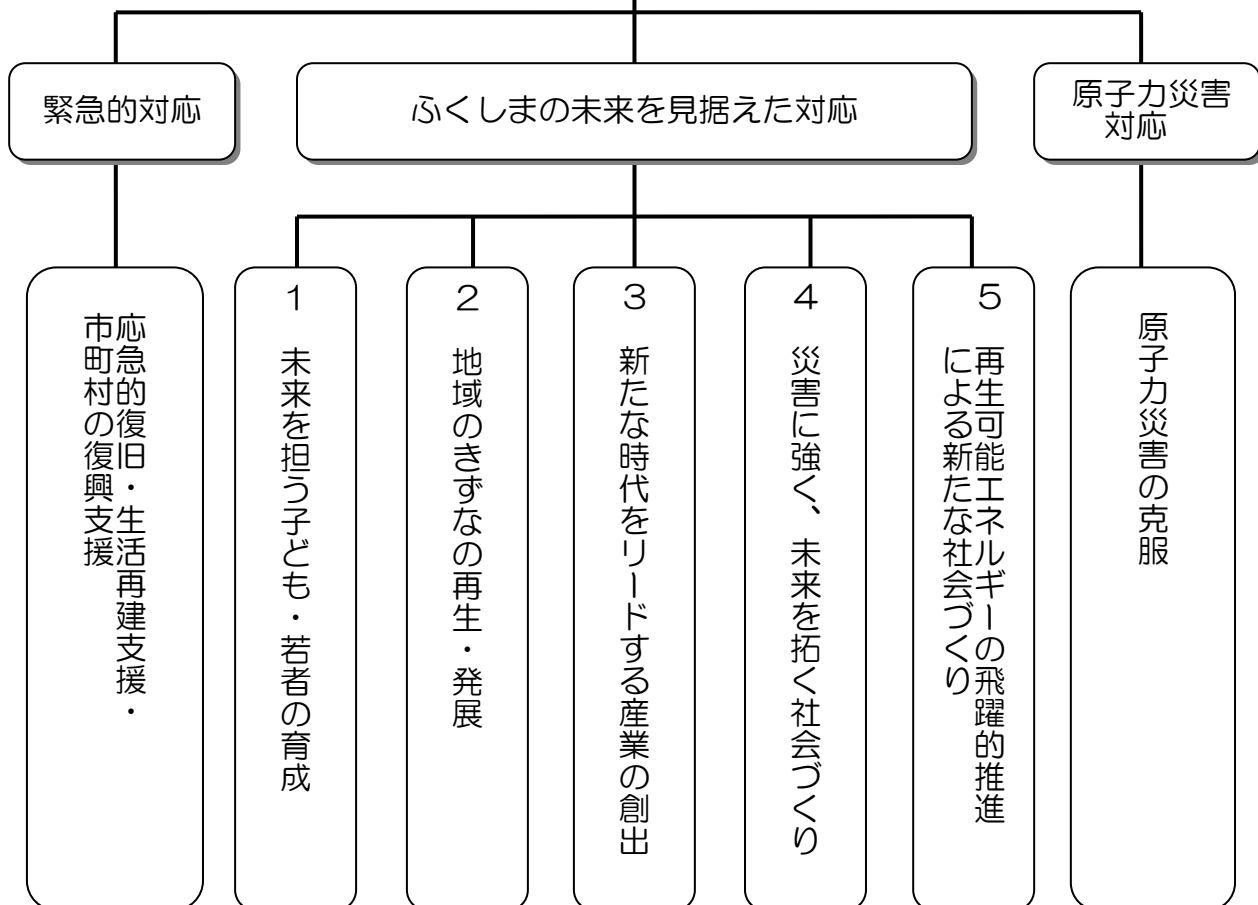 緊急的対応
ふくしまの未来を見据えた対応
原子力災害
対応
応急的復旧・生活再建支援・
市町村の復興支援
1 未来を担う子ども・若者の育成
2 地域のきずなの再生・発展
3 新たな時代をリードする産業の創出
4 災害に強く、未来を拓く社会づくり
5 再生可能エネルギーの飛躍的推進
による新たな社会づくり
原子力災害の克服